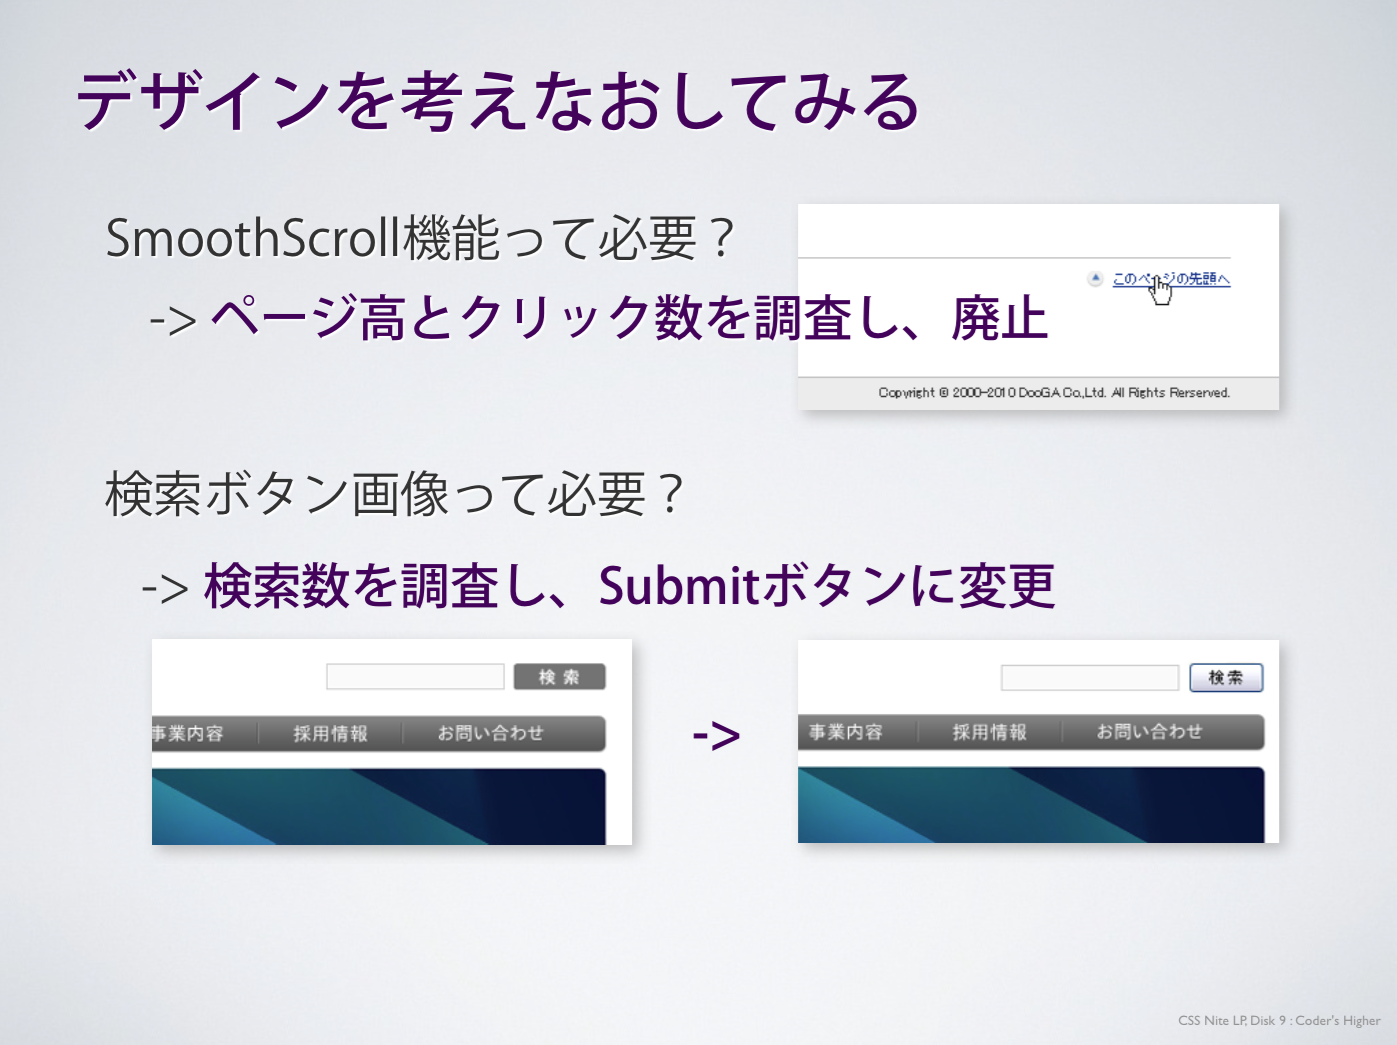 デザインを考えなおしてみる
SmoothScroll機能って必要？
-> ページ高とクリック数を調査し、廃止
このページの先頭へ
Copyright © 2000-2010 DooGA Co.,Ltd. All Rights Rerserved.
検索ボタン画像って必要？
-> 検索数を調査し、Submitボタンに変更
検索
事業内容 採用情報 お問い合わせ
->
検索
事業内容 採用情報 お問い合わせ
CSS Nite LP, Disk 9 : Coder's Higher